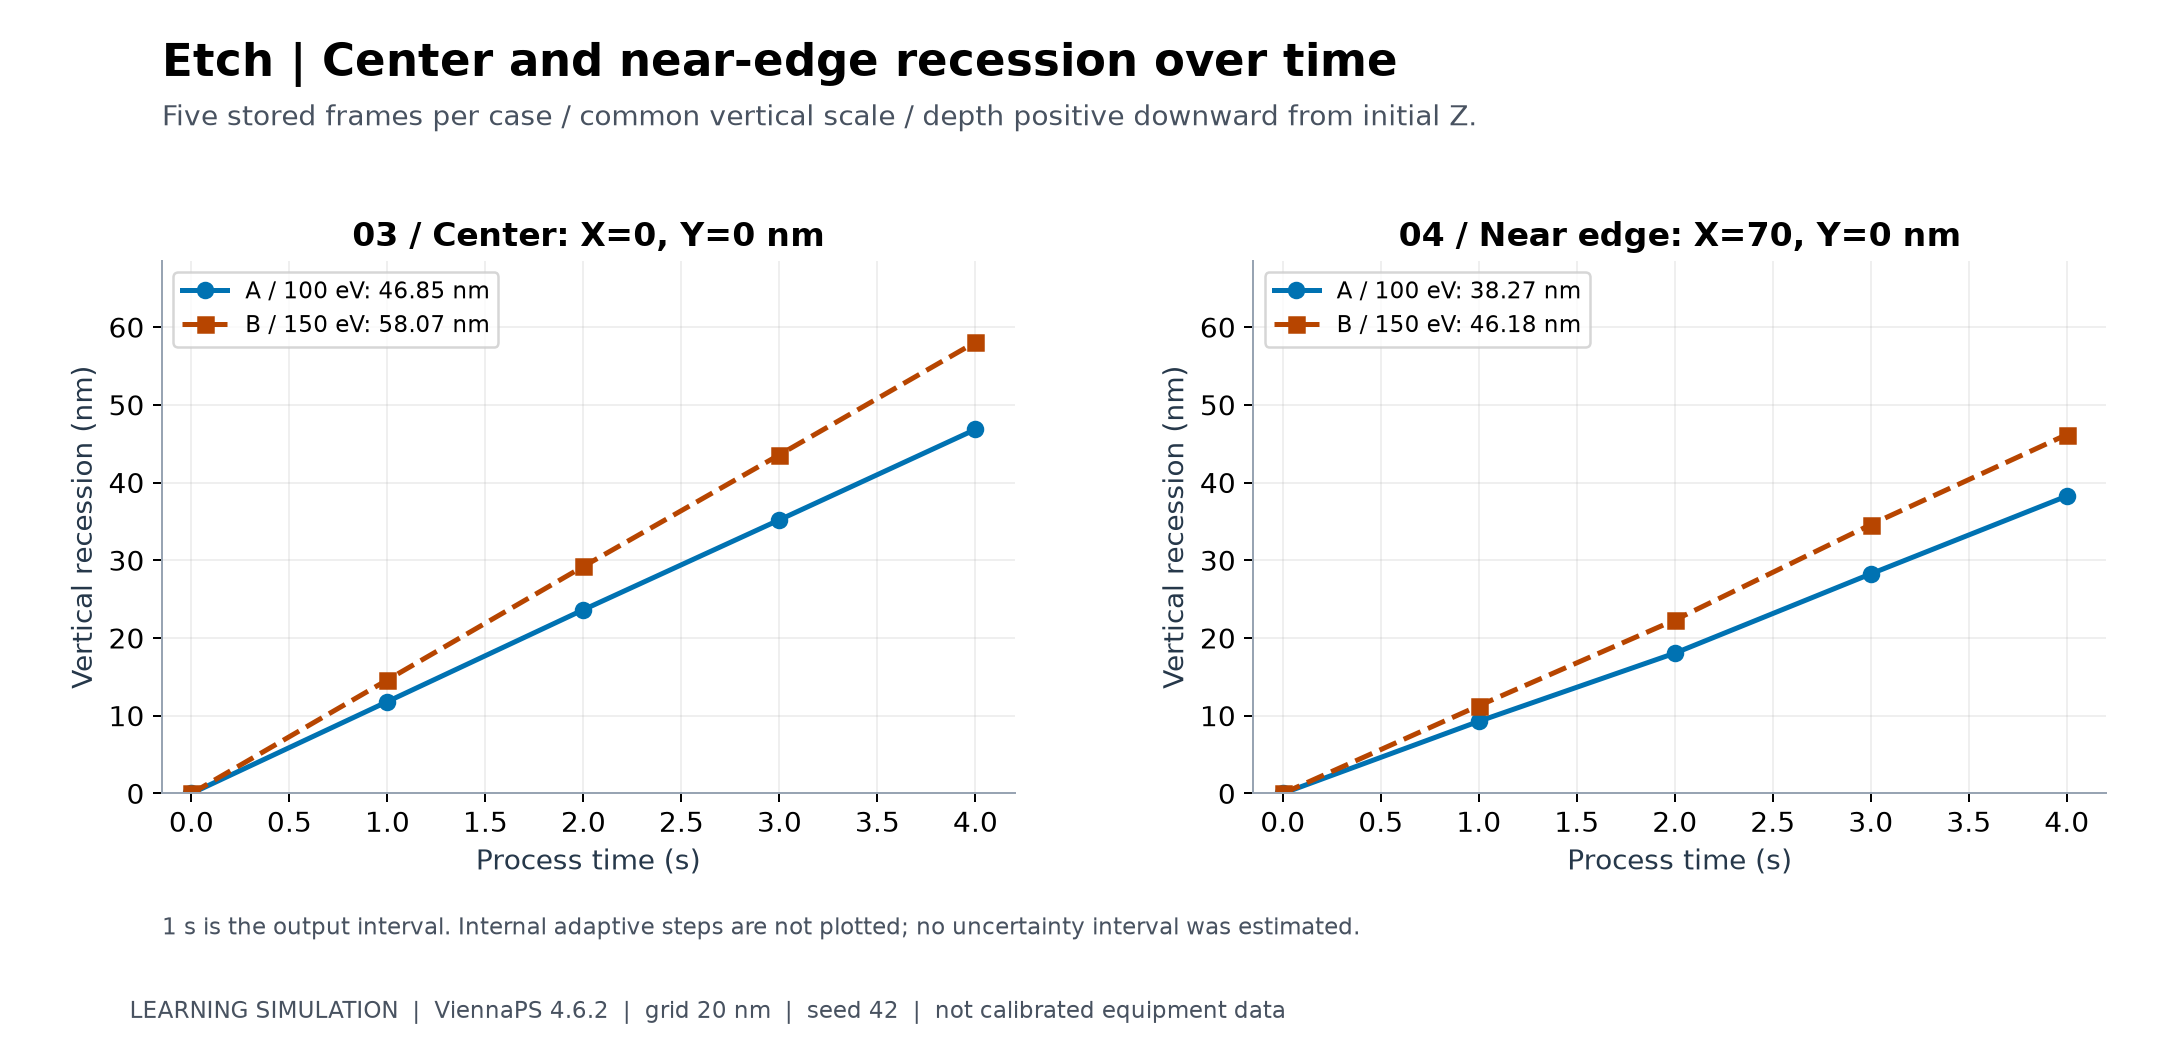 Etch | Center and near-edge recession over time
Five stored frames per case / common vertical scale / depth positive downward from initial Z.
03 / Center: X=0, Y=0 nm
A / 100 eV: 46.85 nm
B / 150 eV: 58.07 nm
Vertical recession (nm)
60
50
40
30
20
10
0
0.0 0.5 1.0 1.5 2.0 2.5 3.0 3.5 4.0
Process time (s)
04 / Near edge: X=70, Y=0 nm
A / 100 eV: 38.27 nm
B / 150 eV: 46.18 nm
Vertical recession (nm)
60
50
40
30
20
10
0
0.0 0.5 1.0 1.5 2.0 2.5 3.0 3.5 4.0
Process time (s)
1 s is the output interval. Internal adaptive steps are not plotted; no uncertainty interval was estimated.
LEARNING SIMULATION | ViennaPS 4.6.2 | grid 20 nm | seed 42 | not calibrated equipment data